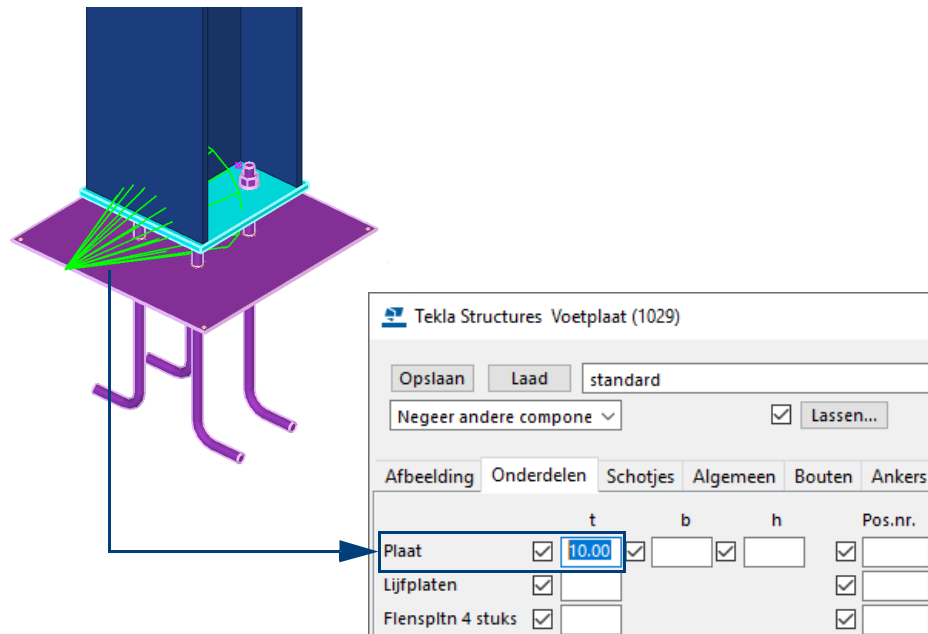 Tekla Structures Voetplaat (1029)
Opslaan Laad standard
Negeer andere compone Lassen...
Afbeelding Onderdelen Schotjes Algemeen Bouten Ankers
t b h Pos.nr.
Plaat 10.00
Lijfplaten
Flenspltn 4 stuks